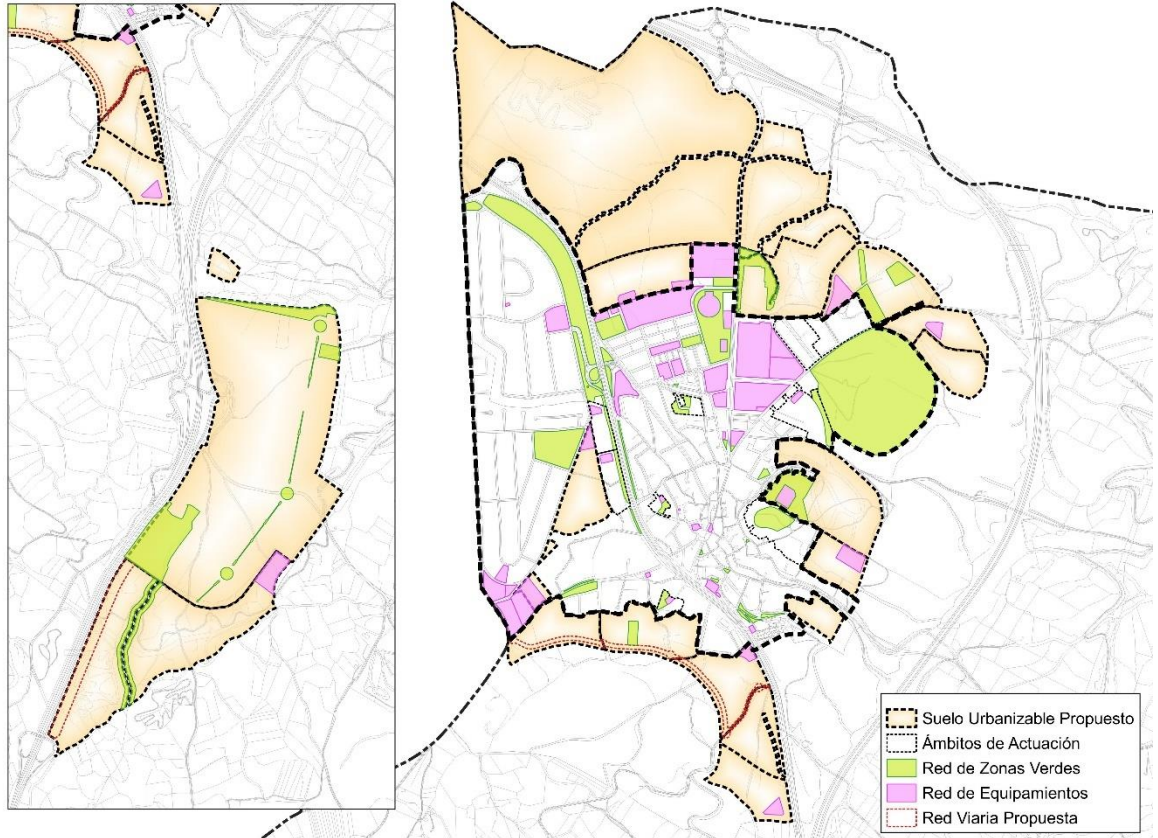 Suelo Urbanizable Propuesto
Ámbitos de Actuación
Red de Zonas Verdes
Red de Equipamientos
Red Viaria Propuesta